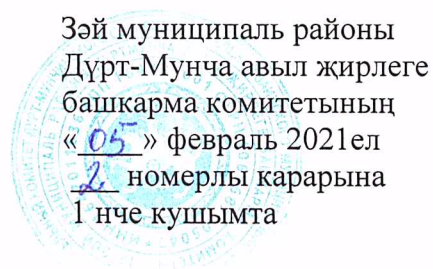 Зәй муниципаль районы
Дүрт-Мунча авыл җирлеге
башкарма комитетының
«05» февраль 2021ел
2 номерлы карарына
1 нче кушымта